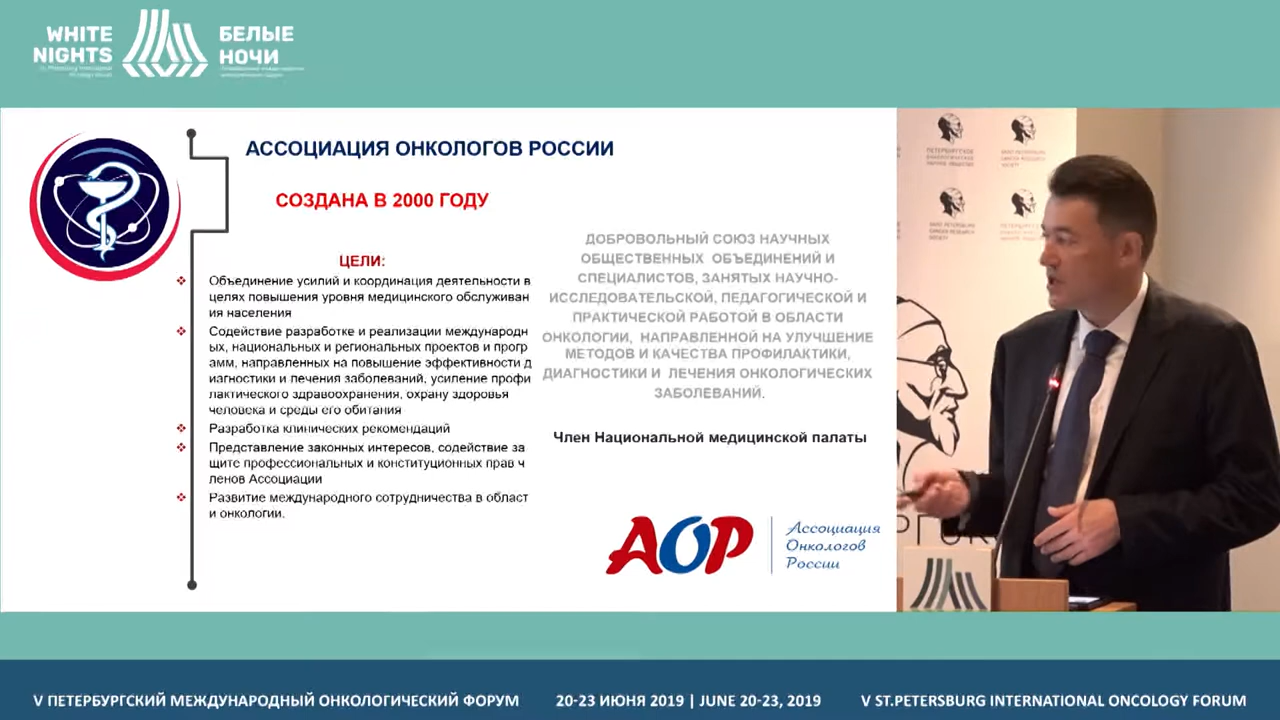 WHITE
NIGHTS
БЕЛЫЕ
НОЧИ
АССОЦИАЦИЯ ОНКОЛОГОВ РОССИИ
СОЗДАНА В 2000 ГОДУ
ЦЕЛИ:
Объединение усилий и координация деятельности в
целях повышения уровня медицинского обслуживан
ия населения
Содействие разработке и реализации международн
ых, национальных и региональных проектов и прогр
амм, направленных на повышение эффективности д
иагностики и лечения заболеваний, усиление профи
лактического здравоохранения, охрану здоровья
человека и среды его обитания
Разработка клинических рекомендаций
Представление законных интересов, содействие за
щите профессиональных и конституционных прав ч
ленов Ассоциации
Развитие международного сотрудничества в област
и онкологии.
ДОБРОВОЛЬНЫЙ СОЮЗ НАУЧНЫХ
ОБЩЕСТВЕННЫХ ОБЪЕДИНЕНИЙ И
СПЕЦИАЛИСТОВ, ЗАНЯТЫХ НАУЧНО-
ИССЛЕДОВАТЕЛЬСКОЙ, ПЕДАГОГИЧЕСКОЙ И
ПРАКТИЧЕСКОЙ РАБОТОЙ В ОБЛАСТИ
ОНКОЛОГИИ, НАПРАВЛЕННОЙ НА УЛУЧШЕНИЕ
МЕТОДОВ И КАЧЕСТВА ПРОФИЛАКТИКИ,
ДИАГНОСТИКИ И ЛЕЧЕНИЯ ОНКОЛОГИЧЕСКИХ
ЗАБОЛЕВАНИЙ.
Член Национальной медицинской палаты
АОР
Ассоциация
Онкологов
России
V ПЕТЕРБУРГСКИЙ МЕЖДУНАРОДНЫЙ ОНКОЛОГИЧЕСКИЙ ФОРУМ
20-23 ИЮНЯ 2019 | JUNE 20-23, 2019
V ST.PETERSBURG INTERNATIONAL ONCOLOGY FORUM